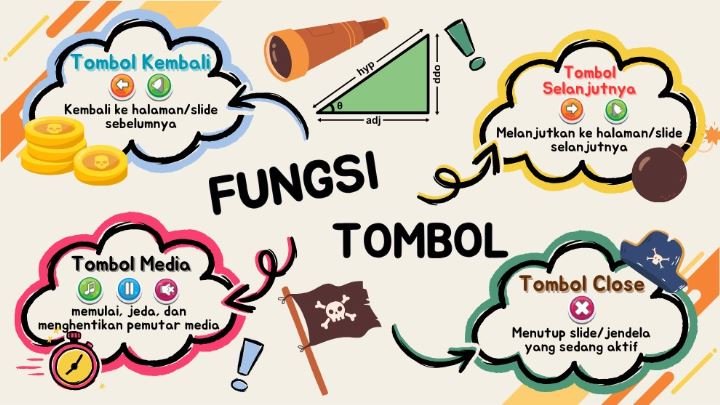 Tombol Kembali
Kembali ke halaman/slide
sebelumnya
hyp
opp
θ
adj
Tombol
Selanjutnya
Melanjutkan ke halaman/slide
selanjutnya
FUNGSI
TOMBOL
Tombol Media
memulai, jeda, dan
menghentikan pemutar media
Tombol Close
Menutup slide/jendela
yang sedang aktif